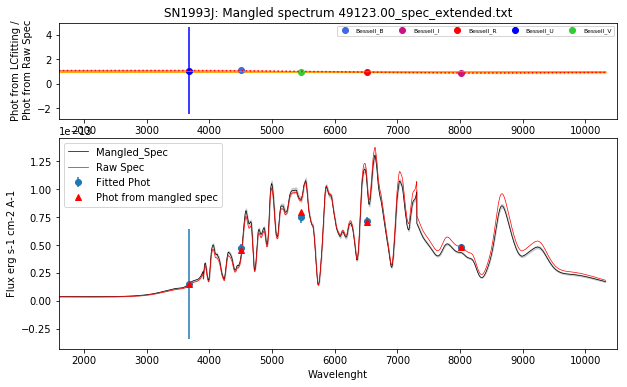 SN1993J: Mangled spectrum 49123.00_spec_extended.txt
Phot from LCfitting /
Phot from Raw Spec
4
2
0
−2
Bessell_B
Bessell_I
Bessell_R
Bessell_U
Bessell_V
2000 3000 4000 5000 6000 7000 8000 9000 10000
Flux erg s-1 cm-2 A-1
1.25
1.00
0.75
0.50
0.25
0.00
−0.25
Mangled_Spec
Raw Spec
Fitted Phot
Phot from mangled spec
2000 3000 4000 5000 6000 7000 8000 9000 10000
Wavelenght